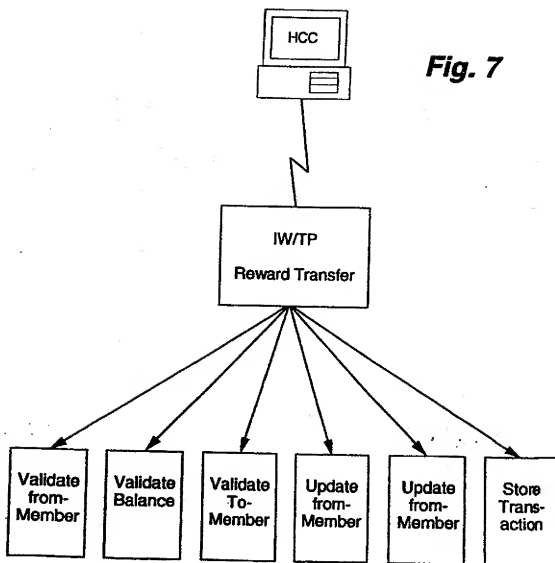 HCC
Fig. 7
IW/TP
Reward Transfer
Validate
from-
Member
Validate
Balance
Validate
To-
Member
Update
from-
Member
Update
from-
Member
Store
Trans-
action